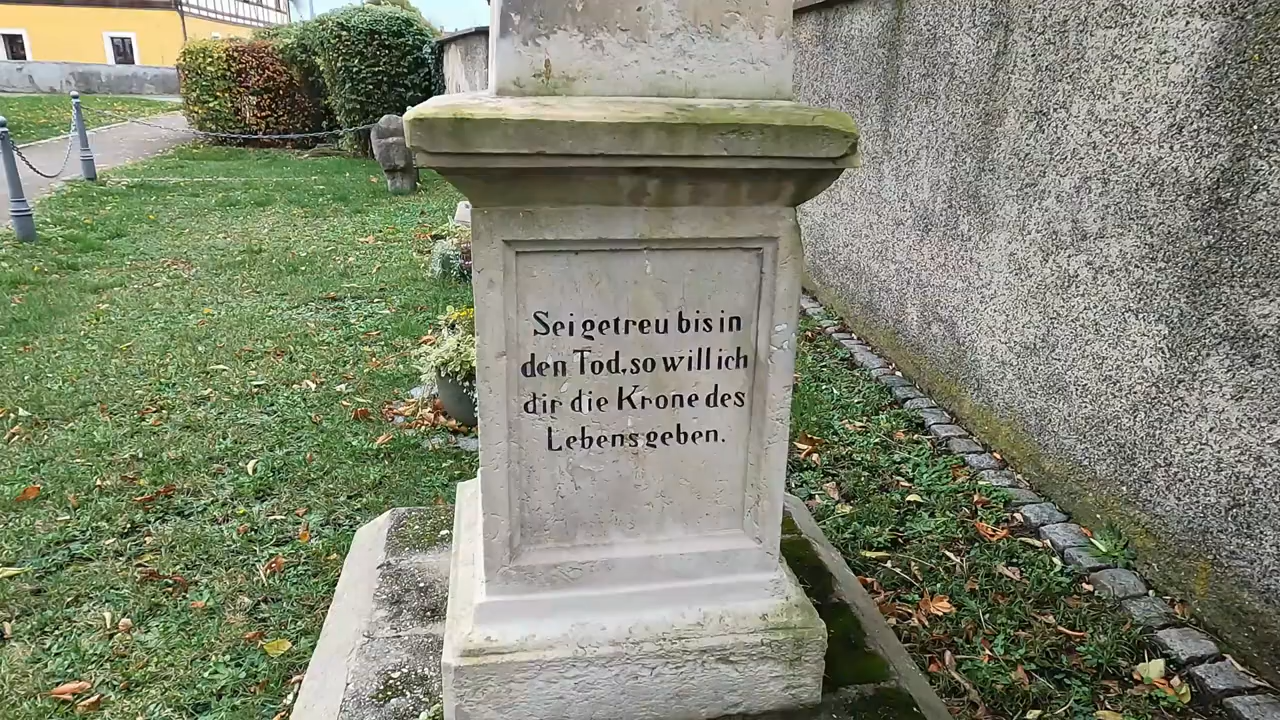 Sei getreu bis in
den Tod, so will ich
dir die Krone des
Lebens geben.